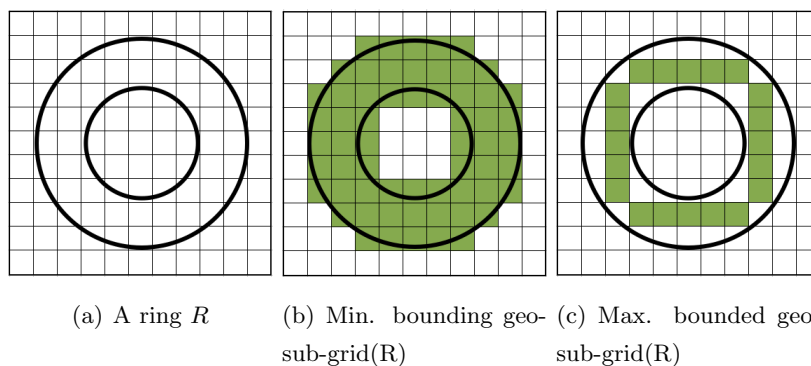 (a) A ring R
(b) Min. bounding geo-
sub-grid(R)
(c) Max. bounded geo
sub-grid(R)